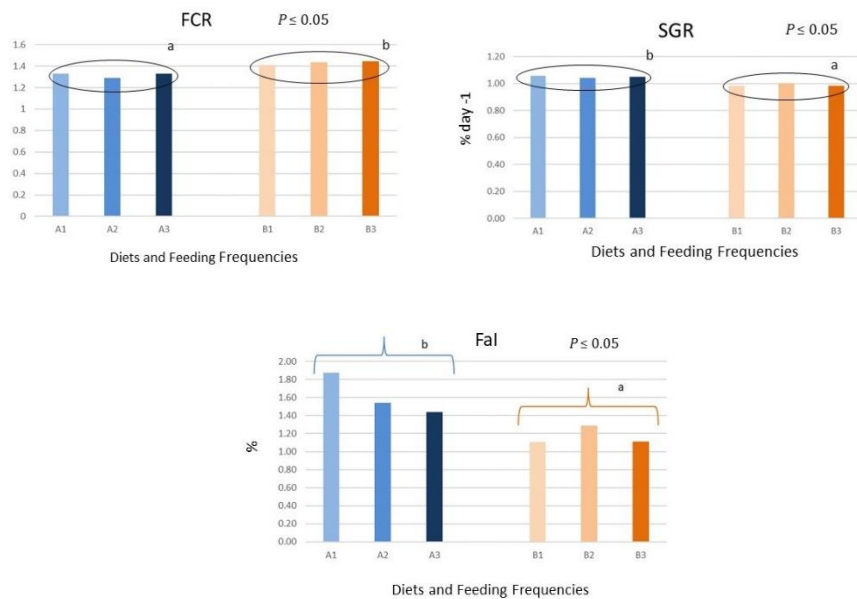 FCR
P ≤ 0.05
a
b
1.6
1.4
1.2
1
0.8
0.6
0.4
0.2
0
A1 A2 A3 B1 B2 B3
Diets and Feeding Frequencies
SGR
P ≤ 0.05
b
a
% day -1
1.20
1.00
0.80
0.60
0.40
0.20
0.00
A1 A2 A3 B1 B2 B3
Diets and Feeding Frequencies
FaI
P ≤ 0.05
b
a
%
2.00
1.80
1.60
1.40
1.20
1.00
0.80
0.60
0.40
0.20
0.00
A1 A2 A3 B1 B2 B3
Diets and Feeding Frequencies